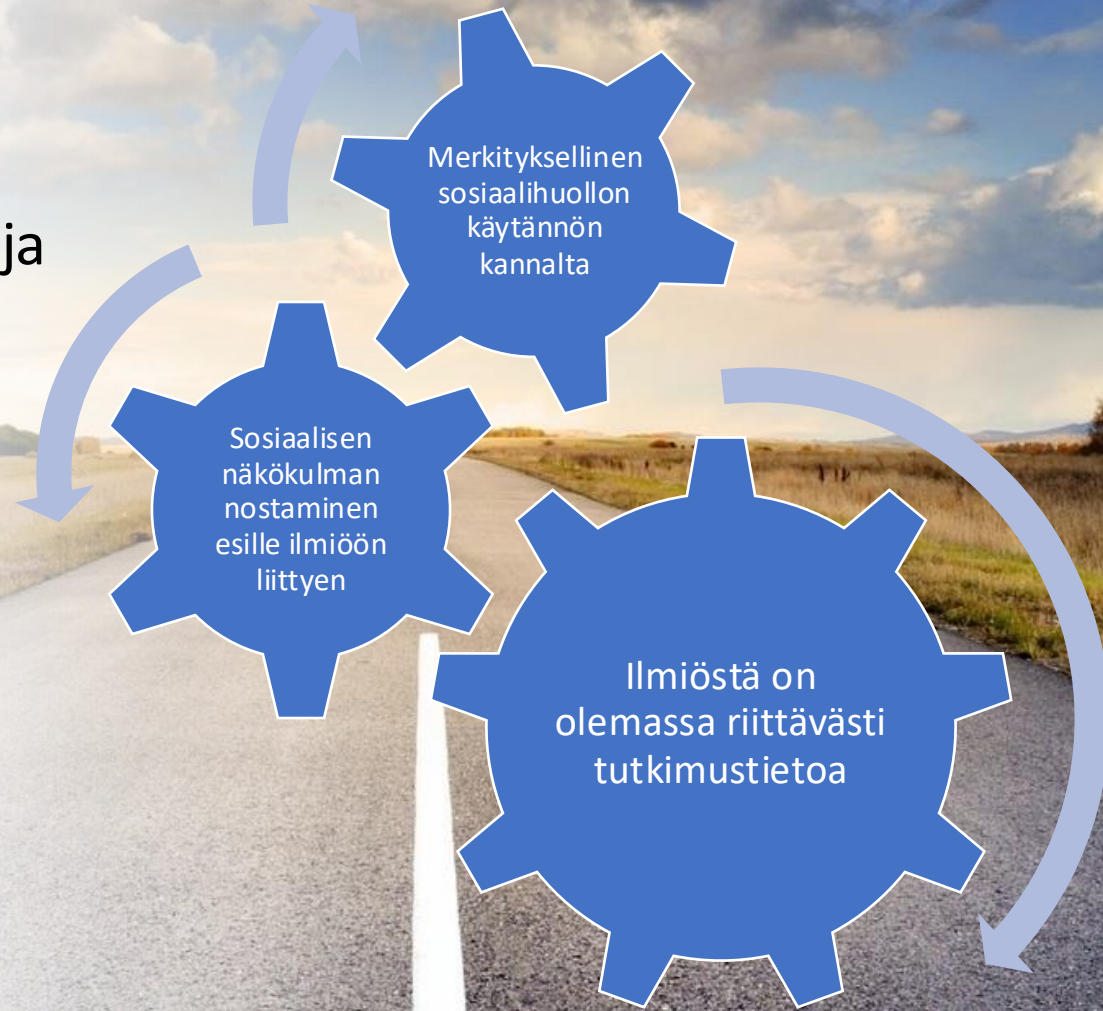 ja
Merkityksellinen
sosiaalihuollon
käytännön
kannalta
Sosiaalisen
näkökulman
nostaminen
esille ilmiöön
liittyen
Ilmiöstä on
olemassa riittävästi
tutkimustietoa